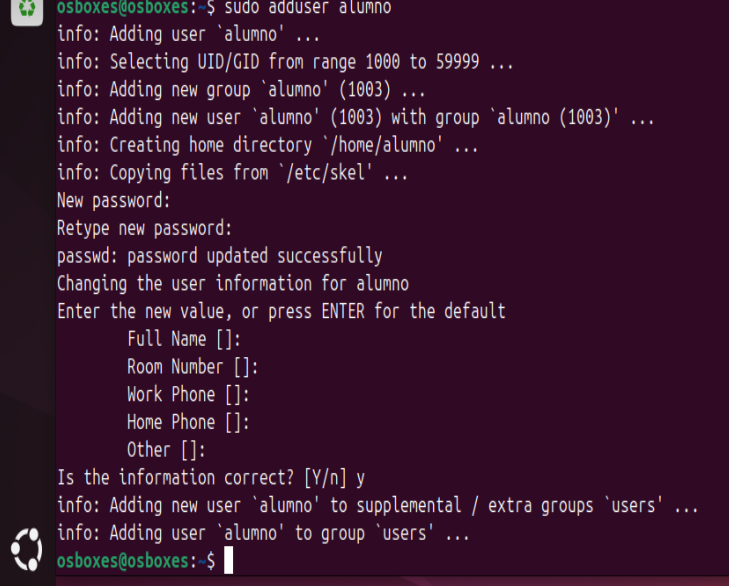 osboxes@osboxes:~$ sudo adduser alumno
info: Adding user `alumno' ...
info: Selecting UID/GID from range 1000 to 59999 ...
info: Adding new group `alumno' (1003) ...
info: Adding new user `alumno' (1003) with group `alumno (1003)' ...
info: Creating home directory `/home/alumno' ...
info: Copying files from `/etc/skel' ...
New password:
Retype new password:
passwd: password updated successfully
Changing the user information for alumno
Enter the new value, or press ENTER for the default
        Full Name []:
        Room Number []:
        Work Phone []:
        Home Phone []:
        Other []:
Is the information correct? [Y/n] y
info: Adding new user `alumno' to supplemental / extra groups `users' ...
info: Adding user `alumno' to group `users' ...
osboxes@osboxes:~$